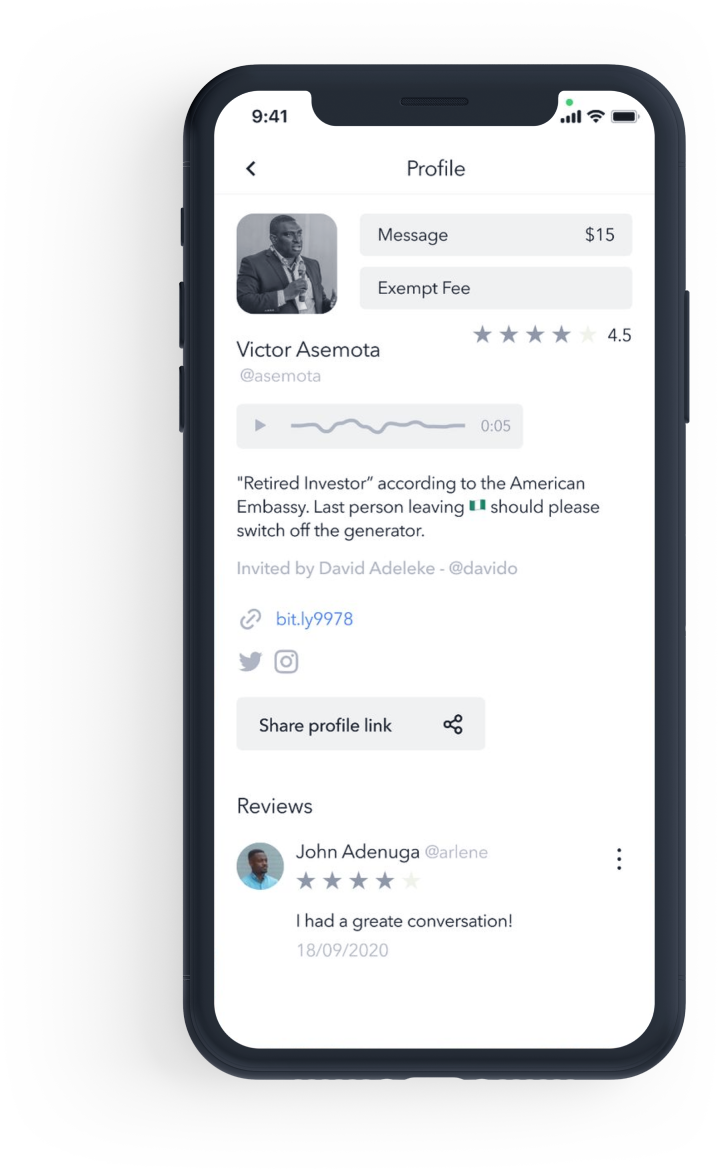 9:41
Profile
Message $15
Exempt Fee
4.5
Victor Asemota
@asemota
0:05
"Retired Investor” according to the American
Embassy. Last person leaving 🇳🇬 should please
switch off the generator.
Invited by David Adeleke - @davido
bit.ly9978
Share profile link
Reviews
John Adenuga @arlene
I had a greate conversation!
18/09/2020